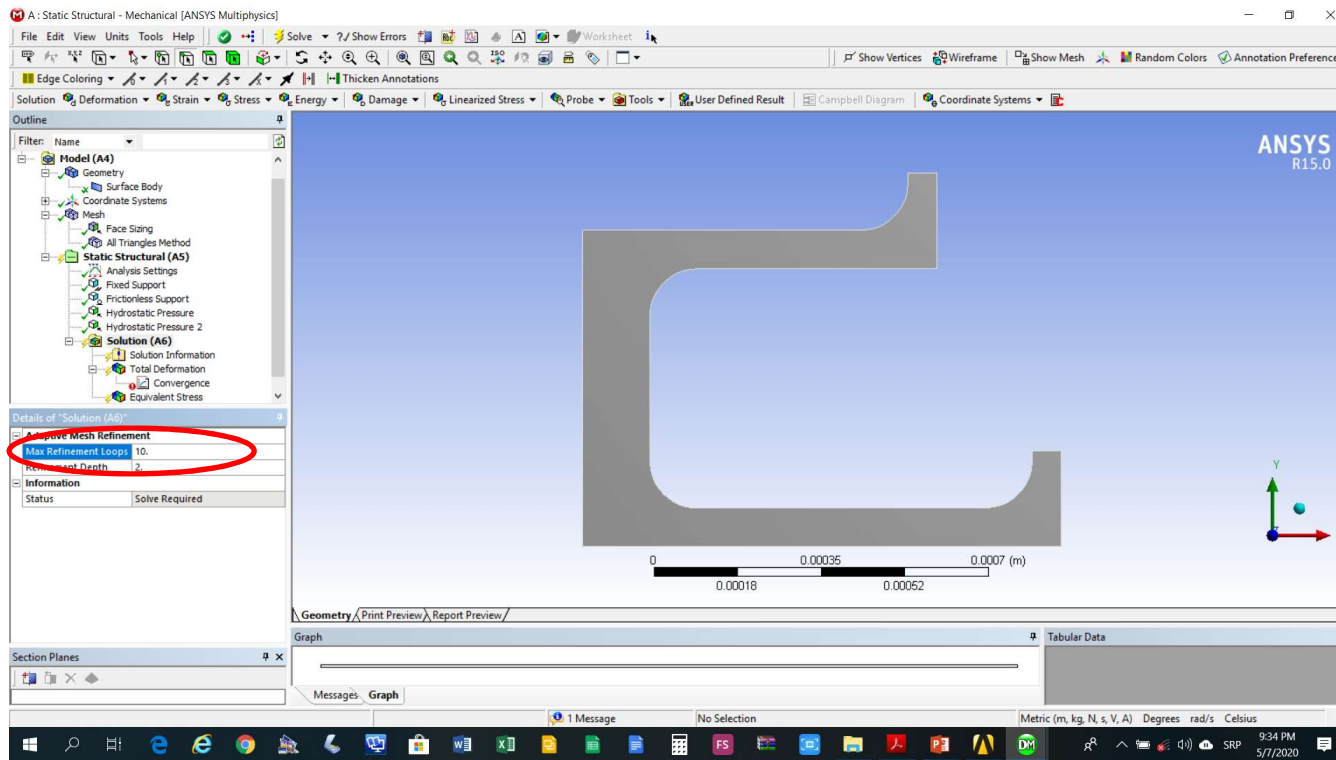 A : Static Structural - Mechanical [ANSYS Multiphysics]
File Edit View Units Tools Help Solve ?/ Show Errors A Worksheet
Show Vertices Wireframe Show Mesh Random Colors Annotation Preference
Edge Coloring Thicken Annotations
Solution Deformation Strain Stress Energy Damage Linearized Stress Probe Tools User Defined Result Campbell Diagram Coordinate Systems
Outline
Filter: Name
Model (A4)
Geometry
Surface Body
Coordinate Systems
Mesh
Face Sizing
All Triangles Method
Static Structural (A5)
Analysis Settings
Fixed Support
Frictionless Support
Hydrostatic Pressure
Hydrostatic Pressure 2
Solution (A6)
Solution Information
Total Deformation
Convergence
Equivalent Stress
Details of "Solution (A6)"
Adaptive Mesh Refinement
Max Refinement Loops 10.
Refinement Depth 2.
Information
Status Solve Required
ANSYS
R15.0
Y
0 0.00035 0.0007 (m)
0.00018 0.00052
Geometry Print Preview Report Preview
Graph
Tabular Data
Section Planes
Messages Graph
1 Message No Selection Metric (m, kg, N, s, V, A) Degrees rad/s Celsius
FS DM SRP 9:34 PM
5/7/2020